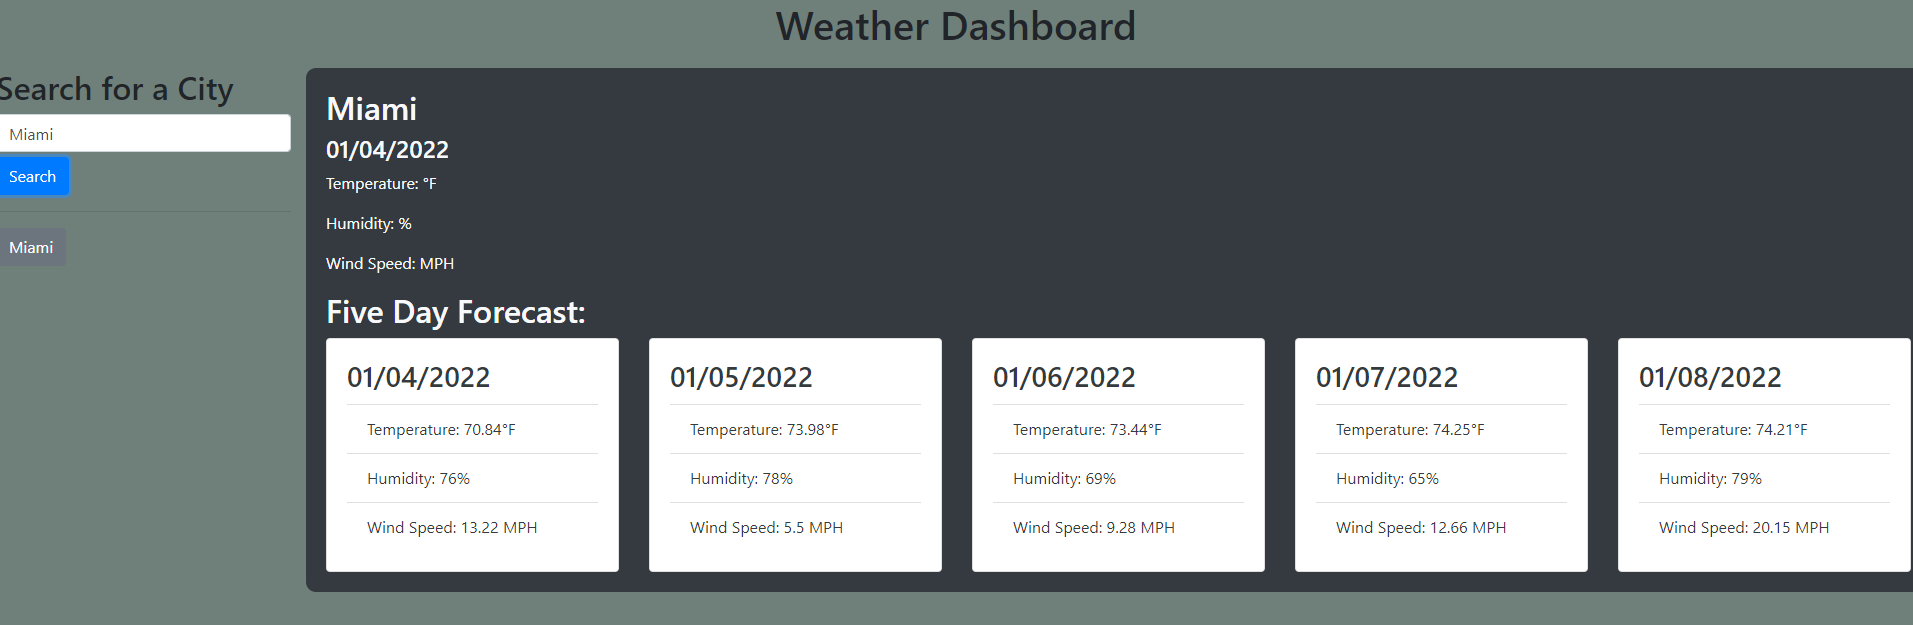 Weather Dashboard
Search for a City
Miami
Search
Miami
Miami
01/04/2022
Temperature: °F
Humidity: %
Wind Speed: MPH
Five Day Forecast:
01/04/2022
Temperature: 70.84°F
Humidity: 76%
Wind Speed: 13.22 MPH
01/05/2022
Temperature: 73.98°F
Humidity: 78%
Wind Speed: 5.5 MPH
01/06/2022
Temperature: 73.44°F
Humidity: 69%
Wind Speed: 9.28 MPH
01/07/2022
Temperature: 74.25°F
Humidity: 65%
Wind Speed: 12.66 MPH
01/08/2022
Temperature: 74.21°F
Humidity: 79%
Wind Speed: 20.15 MPH